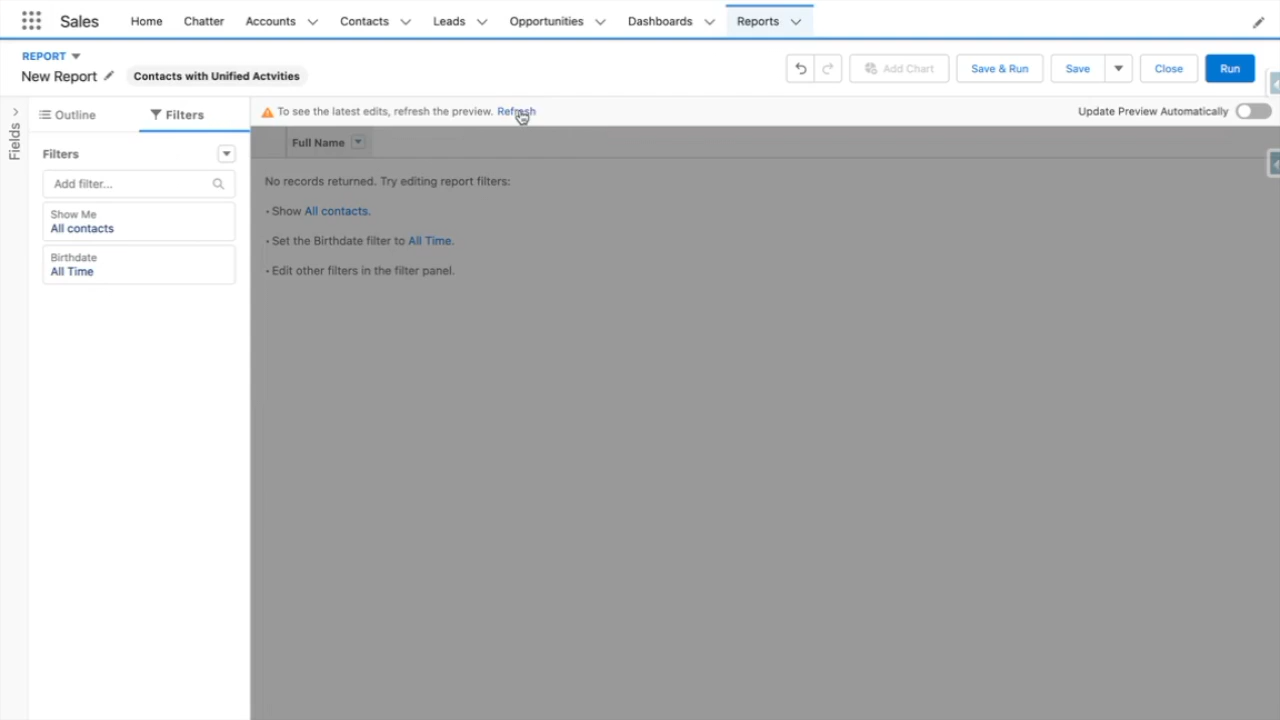 Sales Home Chatter Accounts Contacts Leads Opportunities Dashboards Reports
REPORT
New Report Contacts with Unified Actvities
Add Chart Save & Run Save Close Run
Fields
Outline Filters
To see the latest edits, refresh the preview. Refresh
Update Preview Automatically
Filters
Add filter...
Show Me
All contacts
Birthdate
All Time
Full Name
No records returned. Try editing report filters:
• Show All contacts.
• Set the Birthdate filter to All Time.
• Edit other filters in the filter panel.